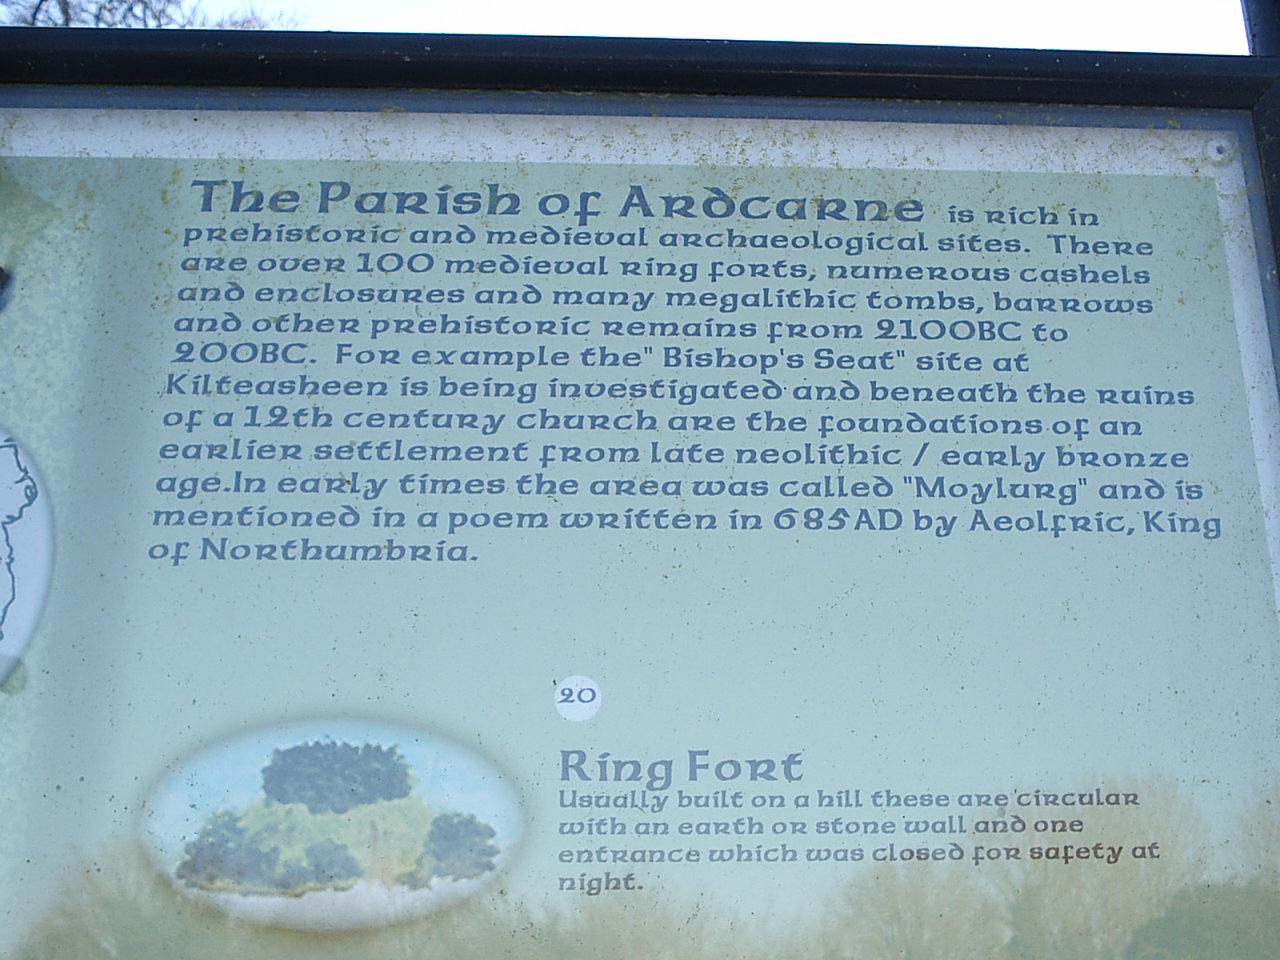 The Parish of Ardcarne is rich in
prehistoric and medieval archaeological sites. There
are over 100 medieval ring forts, numerous cashels
and enclosures and many megalithic tombs, barrows
and other prehistoric remains from 2100BC to
200BC. For example the" Bishop's Seat" site at
Kilteasheen is being investigated and beneath the ruins
of a 12th century church are the foundations of an
earlier settlement from late neolithic / early bronze
age.In early times the area was called "Moylurg" and is
mentioned in a poem written in 685AD by Aeolfric, King
of Northumbria.
20
Ring Fort
Usually built on a hill these are circular
with an earth or stone wall and one
entrance which was closed for safety at
night.